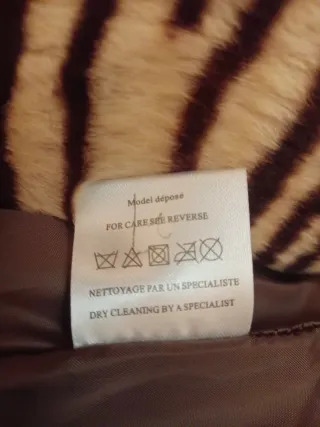 Model déposé
FOR CARE SEE REVERSE
NETTOYAGE PAR UN SPECIALISTE
DRY CLEANING BY A SPECIALIST